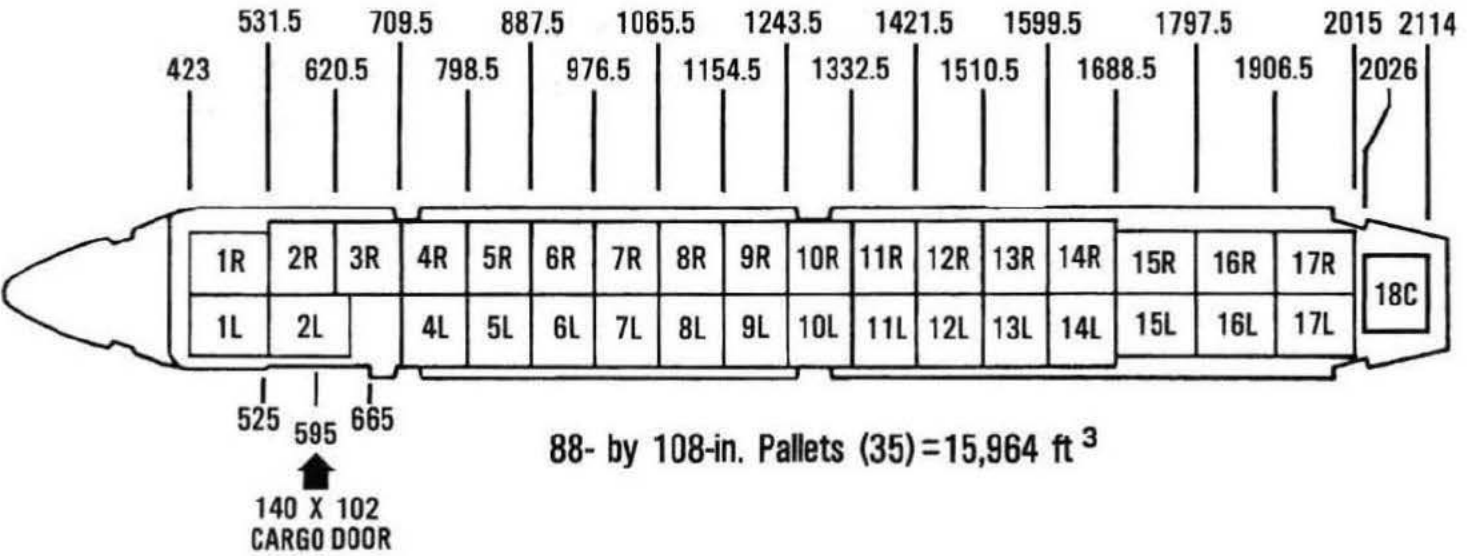 531.5 709.5 887.5 1065.5 1243.5 1421.5 1599.5 1797.5 2015 2114
423 620.5 798.5 976.5 1154.5 1332.5 1510.5 1688.5 1906.5 2026
1R 2R 3R 4R 5R 6R 7R 8R 9R 10R 11R 12R 13R 14R 15R 16R 17R
18C
1L 2L 4L 5L 6L 7L 8L 9L 10L 11L 12L 13L 14L 15L 16L 17L
525 595 665
88- by 108-in. Pallets (35) = 15,964 ft 3
140 X 102
CARGO DOOR